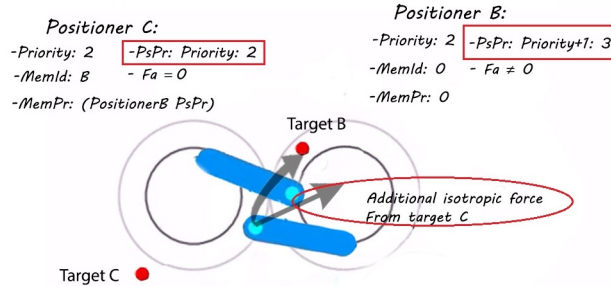 Positioner C:
-Priority: 2
-PsPr: Priority: 2
-MemId: B
- Fa = 0
-MemPr: (PositionerB PsPr)
Positioner B:
-Priority: 2
-PsPr: Priority+1: 3
-MemId: 0
- Fa ≠ 0
-MemPr: 0
Target B
Additional isotropic force
From target C
Target C